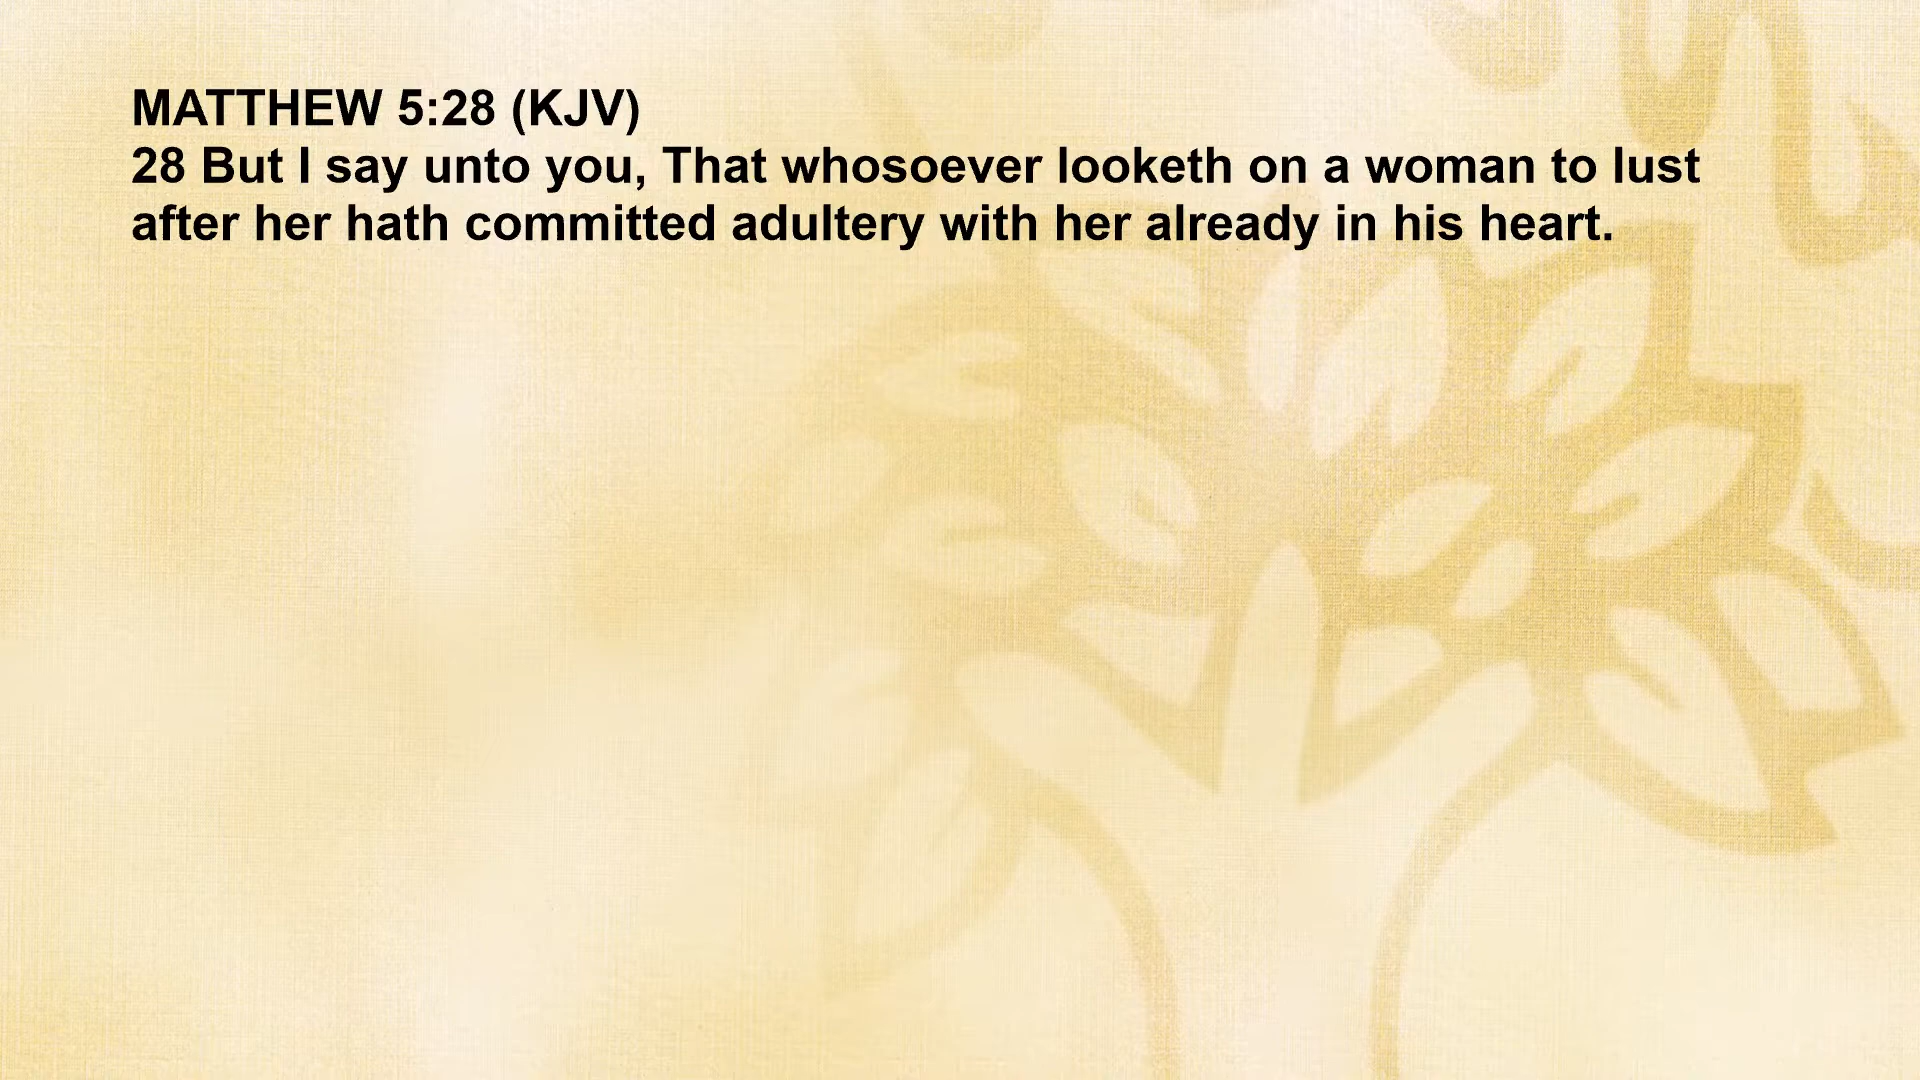 MATTHEW 5:28 (KJV)
28 But I say unto you, That whosoever looketh on a woman to lust
after her hath committed adultery with her already in his heart.